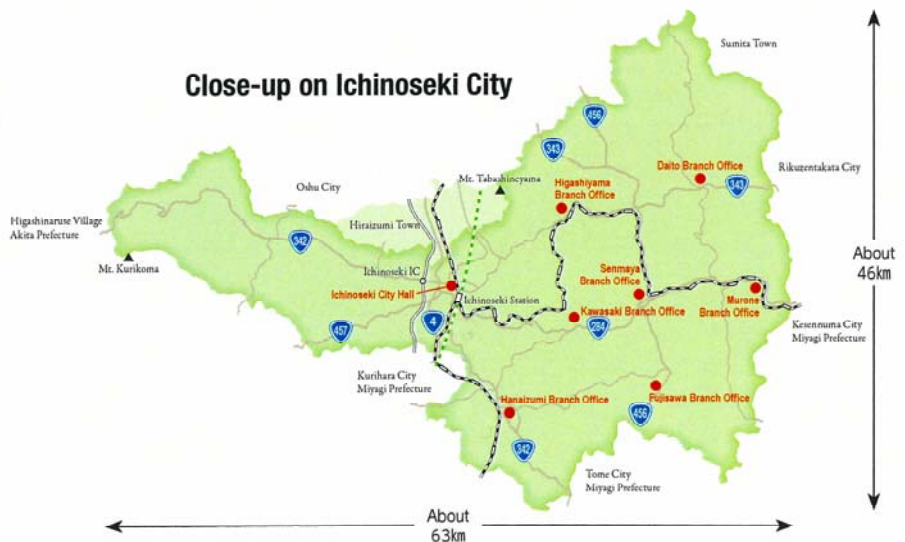 Close-up on Ichinoseki City
Sumita Town
456
343
Mt. Tabashineyama
Daito Branch Office
Rikuzentakata City
343
Oshu City
Higashiyama
Branch Office
Hiraizumi Town
Higashinaruse Village
Akita Prefecture
342
Mt. Kurikoma
Ichinoseki IC
Ichinoseki City Hall
Ichinoseki Station
Senmaya
Branch Office
Murone
Branch Office
Kawasaki Branch Office
457
4
284
Kesennuma City
Miyagi Prefecture
Kurihara City
Miyagi Prefecture
Hanaizumi Branch Office
Fujisawa Branch Office
456
342
Tome City
Miyagi Prefecture
About
46km
About
63km